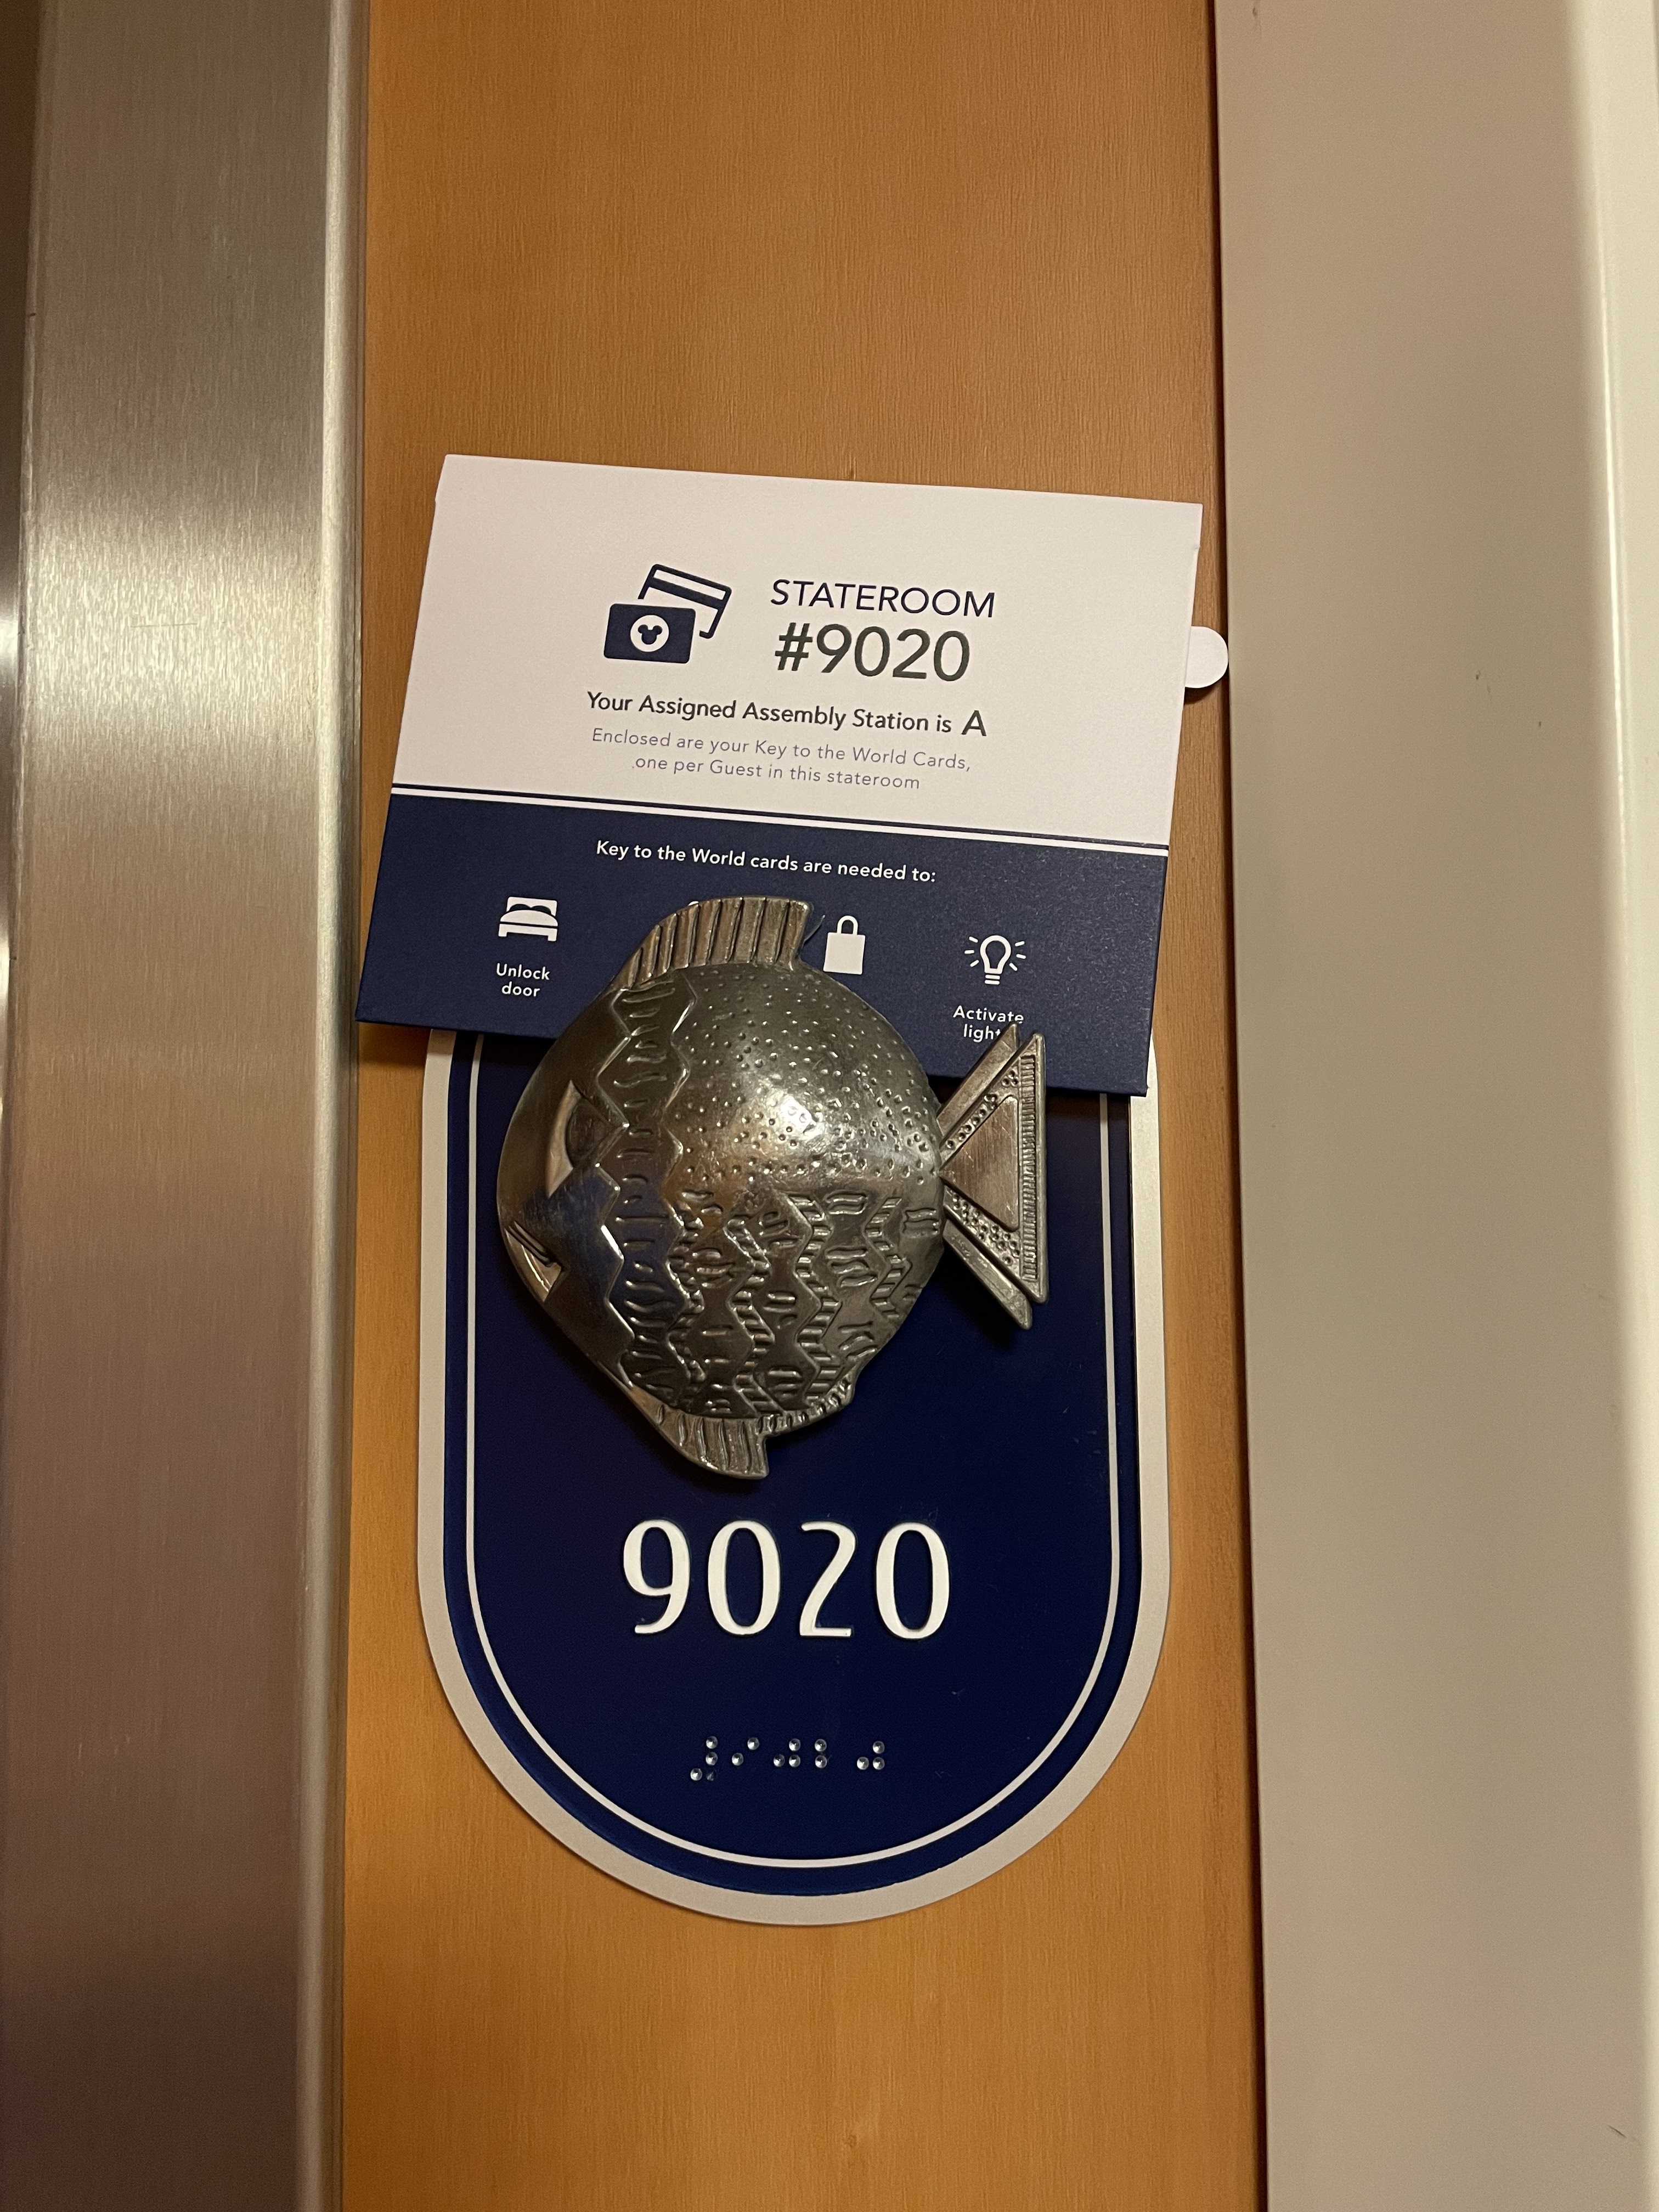 STATEROOM
#9020
Your Assigned Assembly Station is A
Enclosed are your Key to the World Cards,
one per Guest in this stateroom
Key to the World cards are needed to:
Unlock
door
Activate
9020
⠼⠊⠚⠃⠚